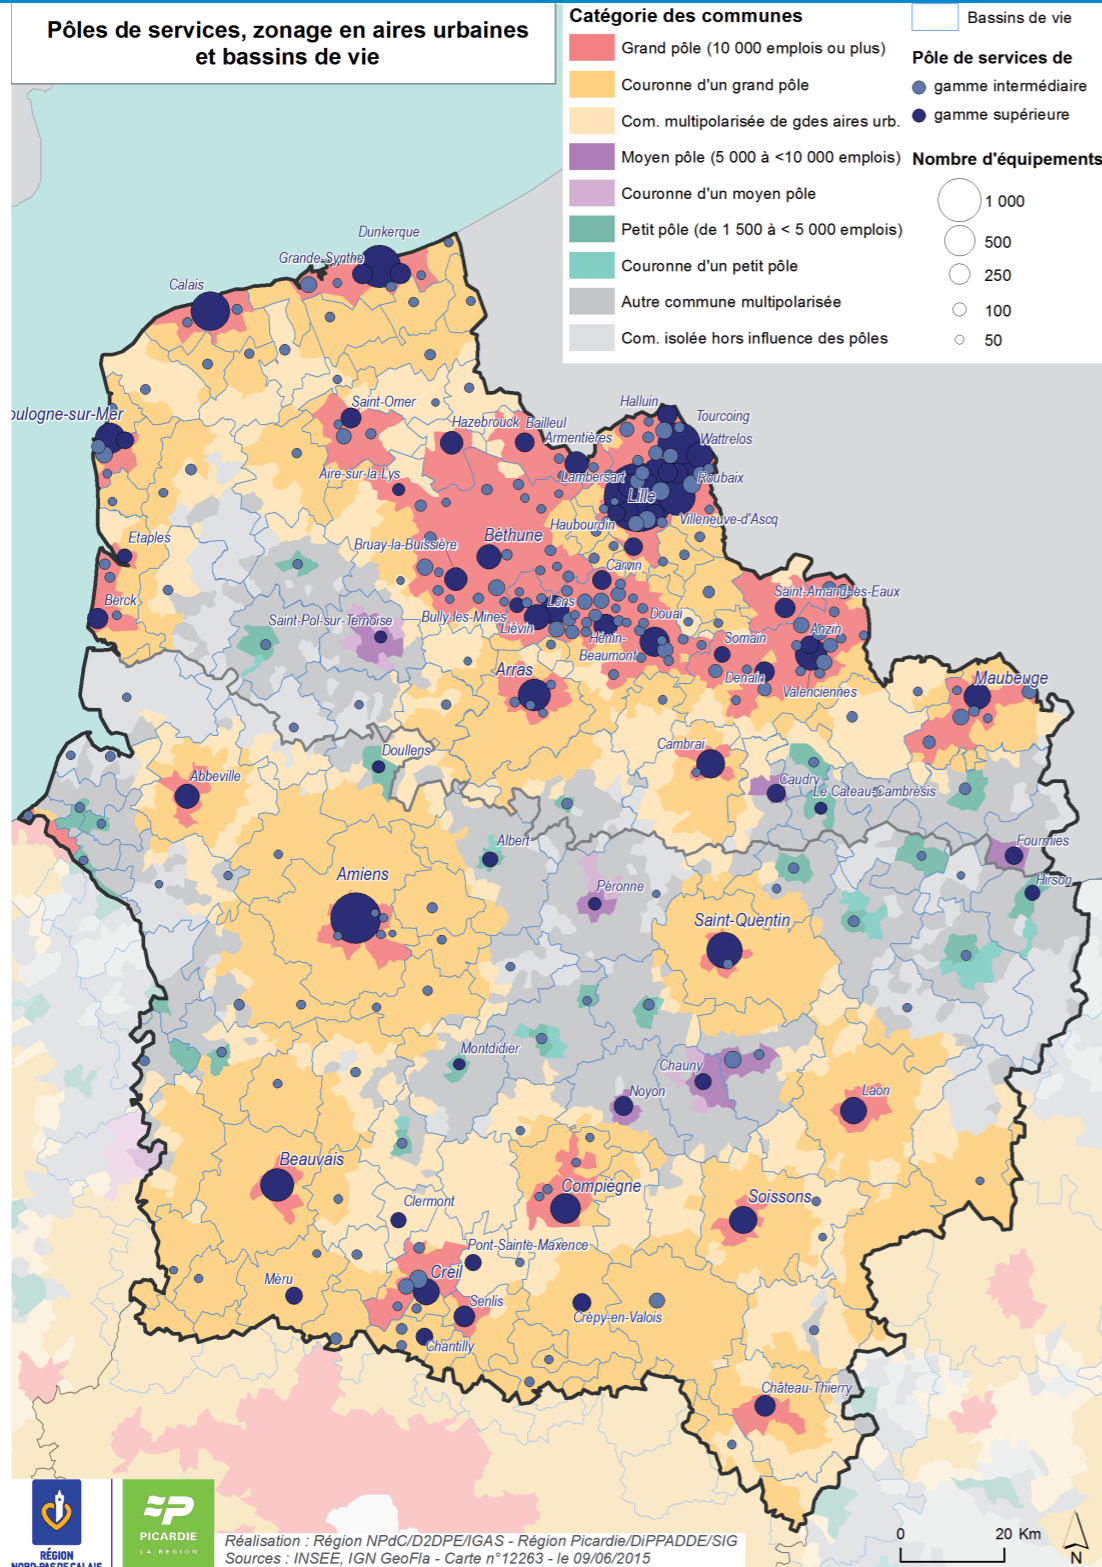 Pôles de services, zonage en aires urbaines
et bassins de vie
Catégorie des communes
Grand pôle (10 000 emplois ou plus)
Couronne d'un grand pôle
Com. multipolarisée de gdes aires urb.
Moyen pôle (5 000 à <10 000 emplois)
Couronne d'un moyen pôle
Petit pôle (de 1 500 à < 5 000 emplois)
Couronne d'un petit pôle
Autre commune multipolarisée
Com. isolée hors influence des pôles
Bassins de vie
Pôle de services de
gamme intermédiaire
gamme supérieure
Nombre d'équipements
1 000
500
250
100
50
Dunkerque
Grande-Synthe
Calais
Saint-Omer
oulogne-sur-Mer
Halluin
Tourcoing
Hazebrouck
Bailleul
Armentières
Wattrelos
Aire-sur-la-Lys
Lambersart
Roubaix
Lille
Haubourdin
Villeneuve-d'Ascq
Etaples
Bruay-la-Buissière
Béthune
Carvin
Berck
Saint-Pol-sur-Ternoise
Bully-les-Mines
Lens
Liévin
Hénin-
Beaumont
Douai
Saint-Amand-les-Eaux
Somain
Anzin
Arras
Denain
Valenciennes
Maubeuge
Cambrai
Doullens
Abbeville
Caudry
Le Cateau-Cambrésis
Albert
Fourmies
Hirson
Amiens
Péronne
Saint-Quentin
Montdidier
Chauny
Noyon
Laon
Beauvais
Clermont
Compiègne
Soissons
Pont-Sainte-Maxence
Creil
Méru
Senlis
Crépy-en-Valois
Chantilly
Château-Thierry
0 20 Km
N
RÉGION
NORD-PAS DE CALAIS
PICARDIE
LA RÉGION
Réalisation : Région NPdC/D2DPE/IGAS - Région Picardie/DiPPADDE/SIG
Sources : INSEE, IGN GeoFla - Carte n°12263 - le 09/06/2015